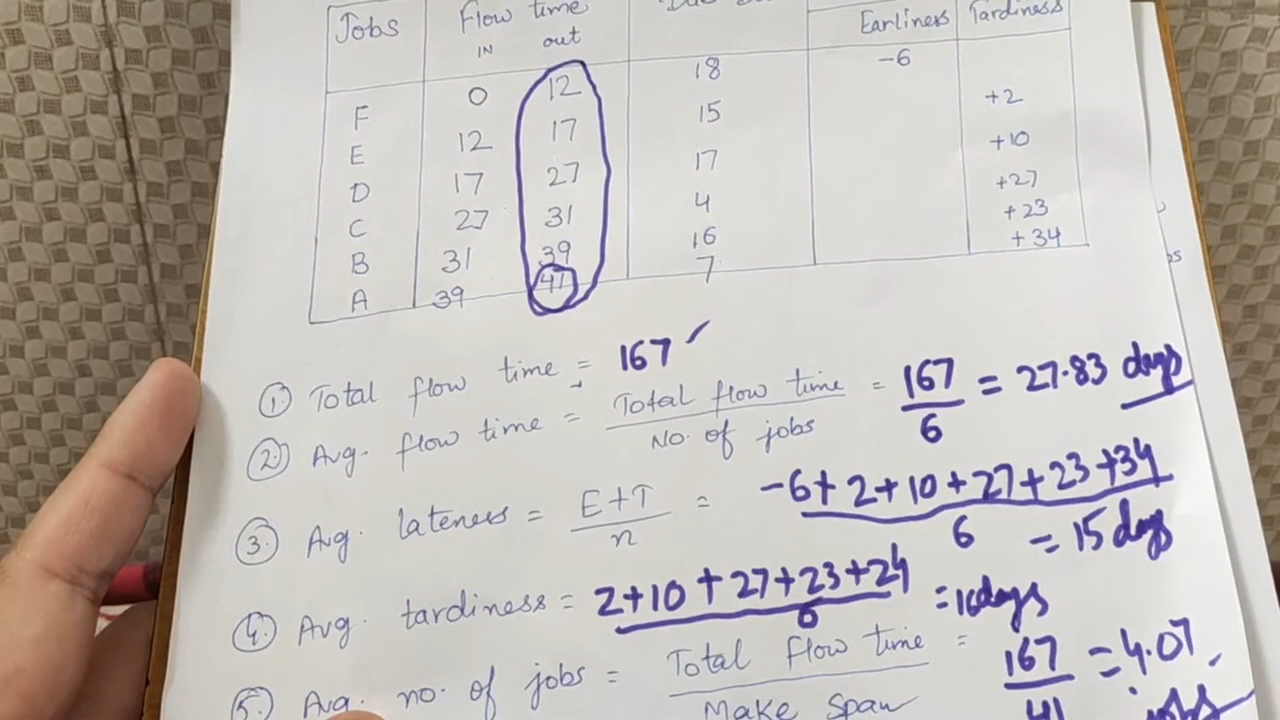 Jobs Flow time Earliness Tardiness
IN out
F 0 12 18 -6
E 12 17 15 +2
D 17 27 17 +10
C 27 31 4 +27
B 31 39 16 +23
A 39 41 7 +34
① Total flow time = 167 ✓
② Avg. flow time = Total flow time / No. of jobs = 167 / 6 = 27.83 days
③ Avg. lateness = E+T / n = -6+2+10+27+23+34 / 6 = 15 days
④ Avg. tardiness = 2+10+27+23+24 / 6 = 16days
⑤ Avg. no. of jobs = Total flow time / Make span = 167 / 41 = 4.07 jobs